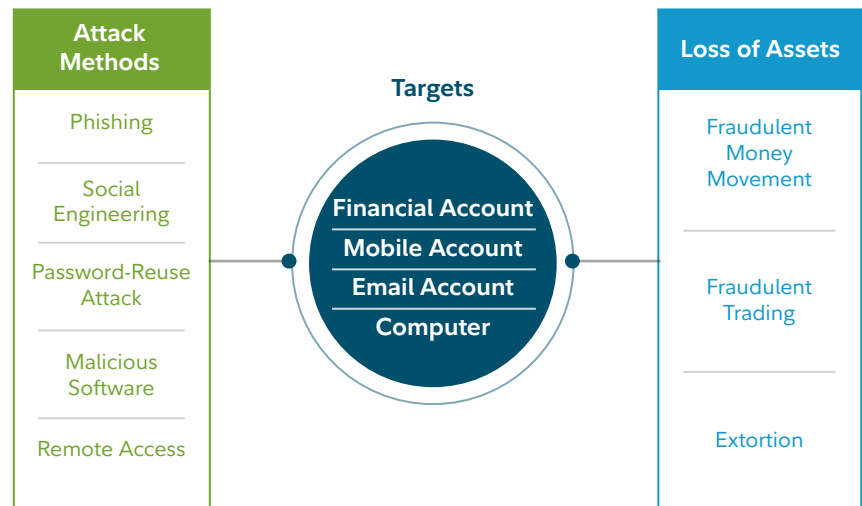 Attack
Methods
Phishing
Social
Engineering
Password-Reuse
Attack
Malicious
Software
Remote Access
Targets
Financial Account
Mobile Account
Email Account
Computer
Loss of Assets
Fraudulent
Money
Movement
Fraudulent
Trading
Extortion